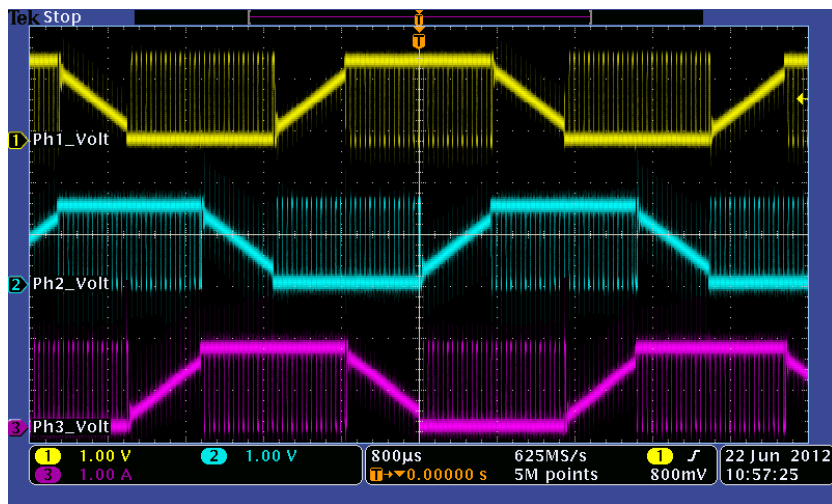 Tek Stop
T
T
1 Ph1_Volt
2 Ph2_Volt
3 Ph3_Volt
1 1.00 V 2 1.00 V 800µs 625MS/s 1 22 Jun 2012
3 1.00 A T→▼0.00000 s 5M points 800mV 10:57:25